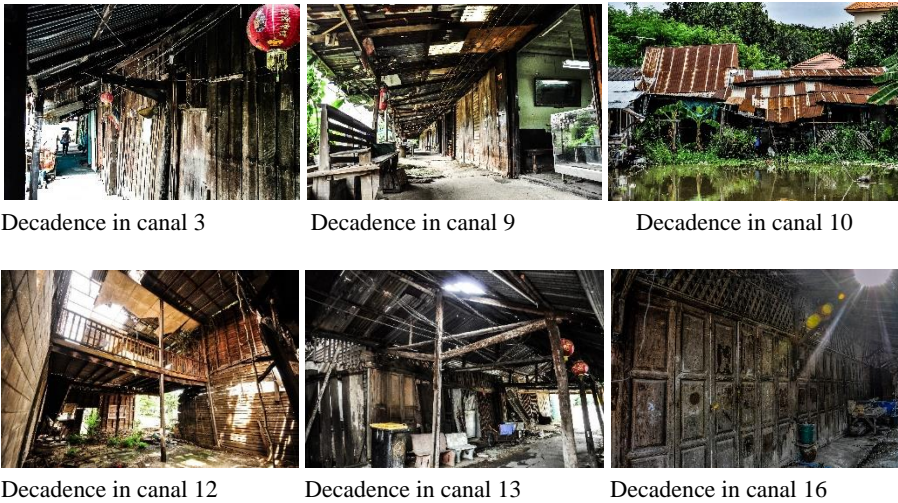 Decadence in canal 3
Decadence in canal 9
Decadence in canal 10
Decadence in canal 12
Decadence in canal 13
Decadence in canal 16